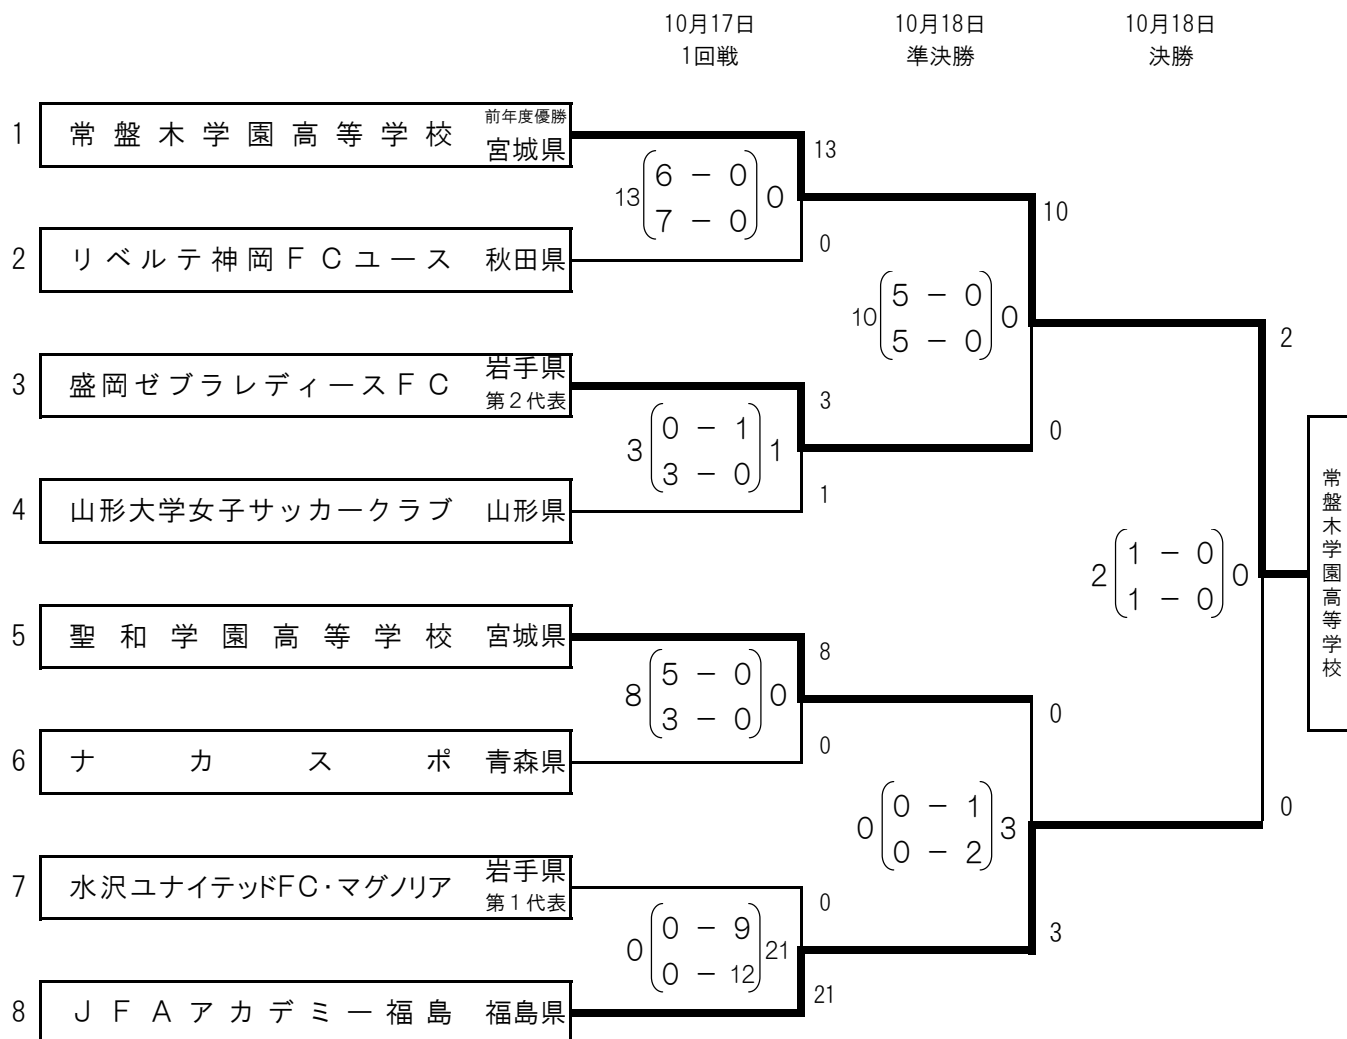 10月17日 10月18日 10月18日
1回戦 準決勝 決勝
1 常盤木学園高等学校 前年度優勝 宮城県
13
13 6 － 0 0
7 － 0
10
0
2 リベルテ神岡ＦＣユース 秋田県
10 5 － 0 0
5 － 0
2
3 盛岡ゼブラレディースＦＣ 岩手県 第２代表
3
3 0 － 1 1
3 － 0
0
1
4 山形大学女子サッカークラブ 山形県
2 1 － 0 0
1 － 0
常盤木学園高等学校
5 聖和学園高等学校 宮城県
8
8 5 － 0 0
3 － 0
0
0
6 ナカスポ 青森県
0 0 － 1 3
0 － 2
0
7 水沢ユナイテッドFC・マグノリア 岩手県 第１代表
0
0 0 － 9 21
0 － 12
3
21
8 ＪＦＡアカデミー福島 福島県